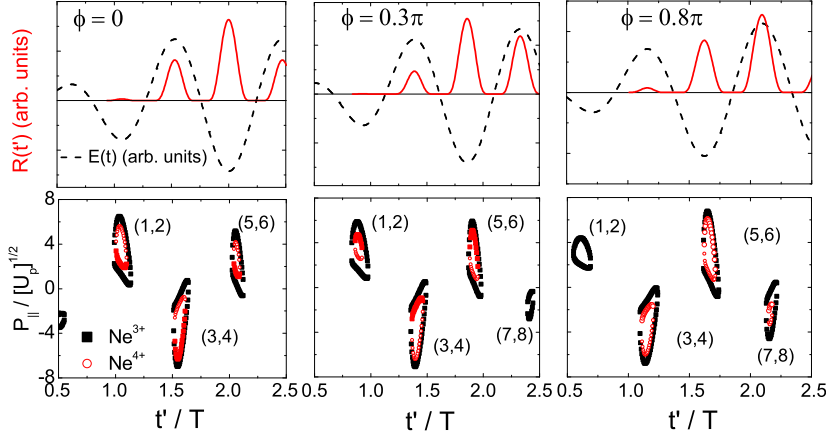 ϕ = 0
ϕ = 0.3π
ϕ = 0.8π
R(t') (arb. units)
E(t) (arb. units)
P|| / [Up]^1/2
8
4
0
-4
-8
(1,2)
(5,6)
(3,4)
Ne3+
Ne4+
(1,2)
(5,6)
(3,4)
(7,8)
(1,2)
(5,6)
(3,4)
(7,8)
0.5 1.0 1.5 2.0 2.5
0.5 1.0 1.5 2.0 2.5
0.5 1.0 1.5 2.0 2.5
t' / T
t' / T
t' / T